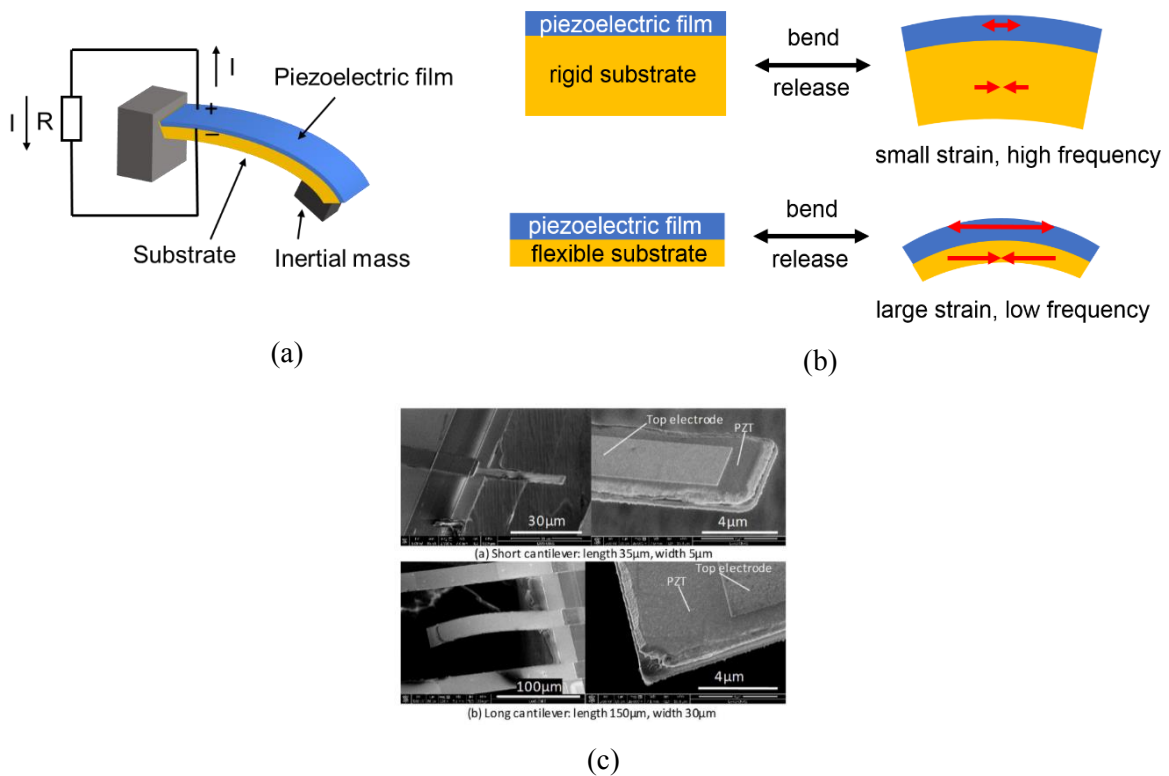 I
I
R
+
−
Piezoelectric film
Substrate
Inertial mass
(a)
piezoelectric film
rigid substrate
bend
release
small strain, high frequency
piezoelectric film
flexible substrate
bend
release
large strain, low frequency
(b)
Top electrode
PZT
30μm
4μm
(a) Short cantilever: length 35μm, width 5μm
PZT
Top electrode
100μm
4μm
(b) Long cantilever: length 150μm, width 30μm
(c)